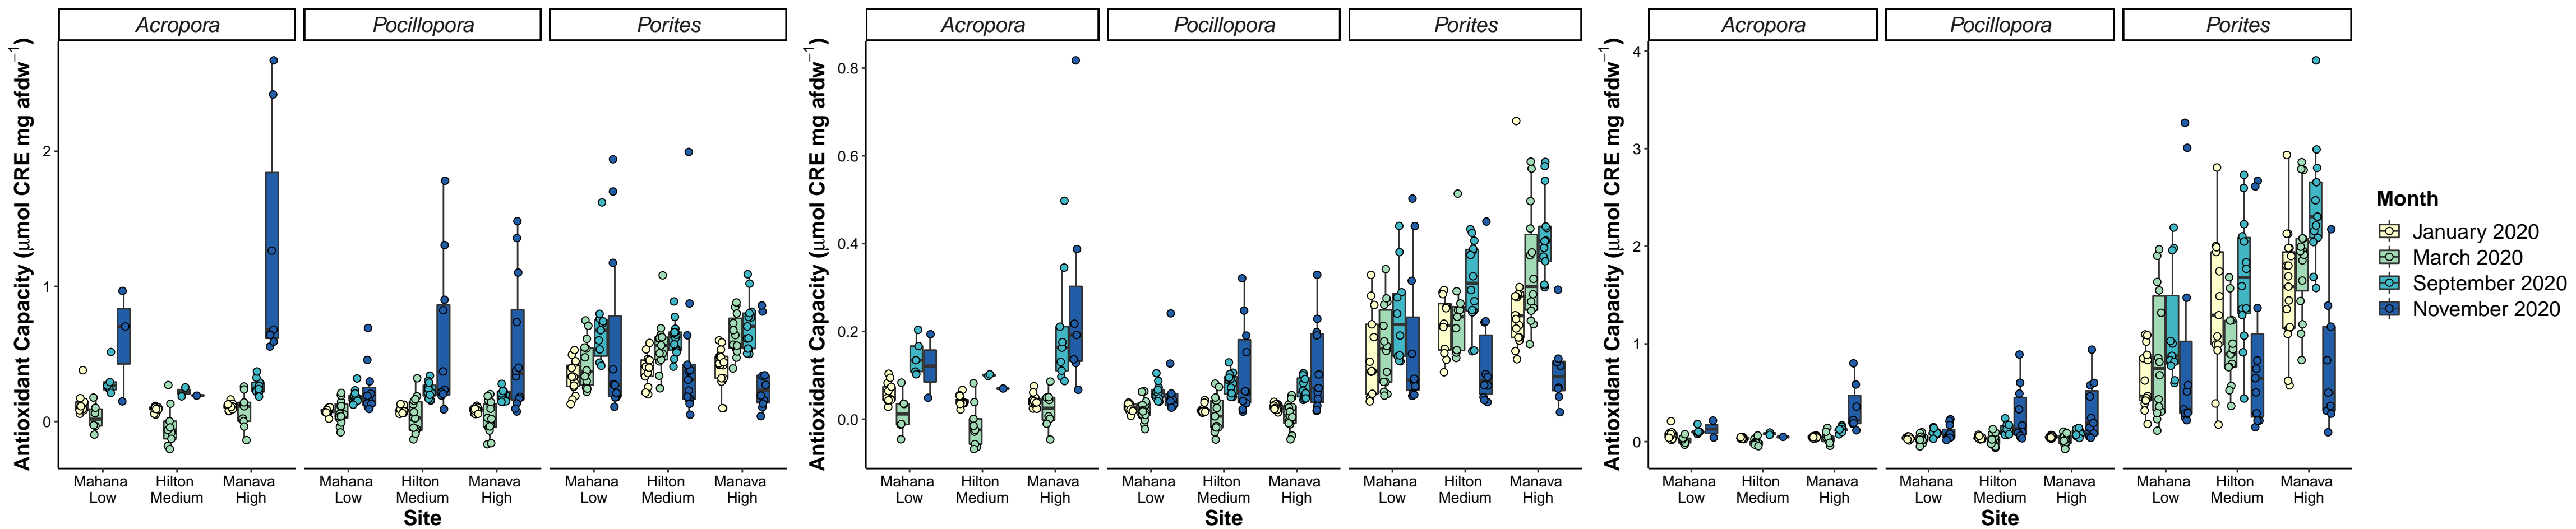 Acropora Pocillopora Porites
Antioxidant Capacity (μmol CRE mg afdw⁻¹)
2
1
0
Mahana Low Hilton Medium Manava High
Mahana Low Hilton Medium Manava High
Mahana Low Hilton Medium Manava High
Site
Acropora Pocillopora Porites
Antioxidant Capacity (μmol CRE mg afdw⁻¹)
0.8
0.6
0.4
0.2
0.0
Mahana Low Hilton Medium Manava High
Mahana Low Hilton Medium Manava High
Mahana Low Hilton Medium Manava High
Site
Acropora Pocillopora Porites
Antioxidant Capacity (μmol CRE mg afdw⁻¹)
4
3
2
1
0
Mahana Low Hilton Medium Manava High
Mahana Low Hilton Medium Manava High
Mahana Low Hilton Medium Manava High
Site
Month
January 2020
March 2020
September 2020
November 2020